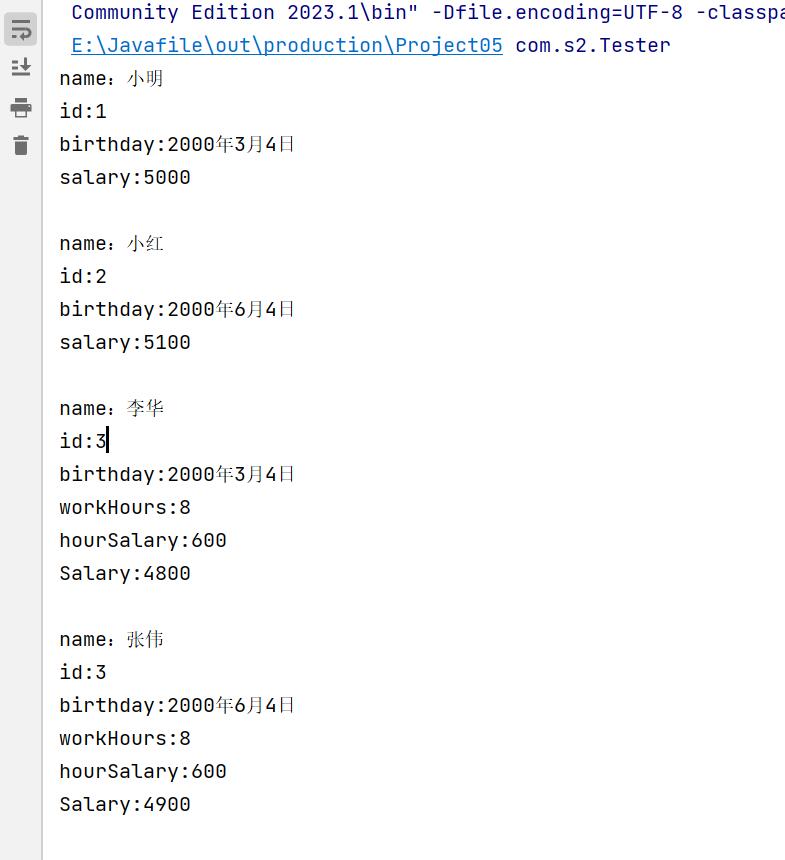 Community Edition 2023.1\bin" -Dfile.encoding=UTF-8 -classpa
E:\Javafile\out\production\Project05 com.s2.Tester
name：小明
id:1
birthday:2000年3月4日
salary:5000
name：小红
id:2
birthday:2000年6月4日
salary:5100
name：李华
id:3
birthday:2000年3月4日
workHours:8
hourSalary:600
Salary:4800
name：张伟
id:3
birthday:2000年6月4日
workHours:8
hourSalary:600
Salary:4900